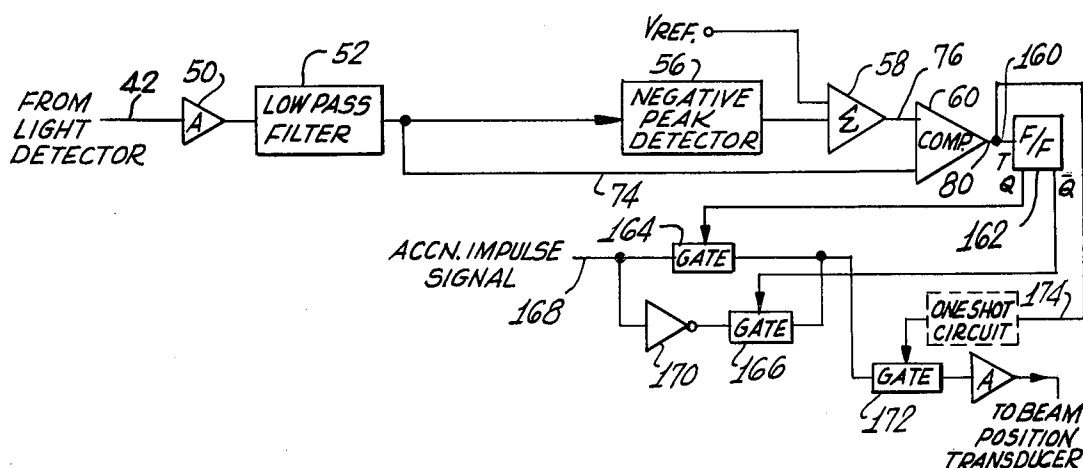 VREF.
52
50
42
56
58
76
60
160
FROM
LIGHT
DETECTOR
A
LOW PASS
FILTER
NEGATIVE
PEAK
DETECTOR
Σ
COMP.
F/F
T
Q
Q̅
80
74
162
164
ACCN. IMPULSE
SIGNAL
GATE
168
174
ONE SHOT
CIRCUIT
GATE
170
166
GATE
A
172
TO BEAM
POSITION
TRANSDUCER